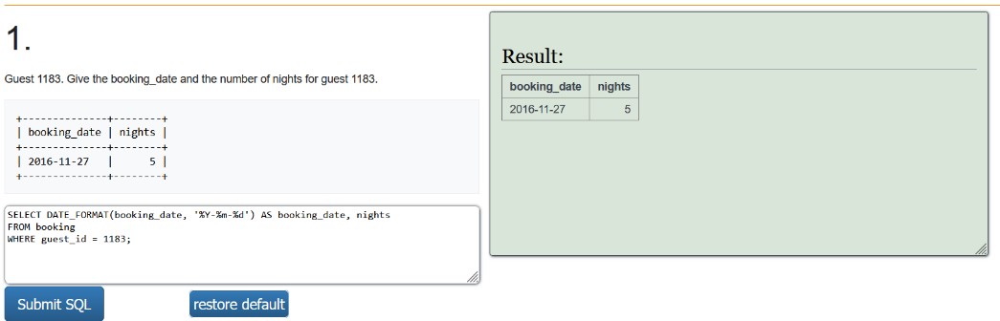 1.
Guest 1183. Give the booking_date and the number of nights for guest 1183.
+--------------+--------+
| booking_date | nights |
+--------------+--------+
| 2016-11-27   |      5 |
+--------------+--------+
SELECT DATE_FORMAT(booking_date, '%Y-%m-%d') AS booking_date, nights
FROM booking
WHERE guest_id = 1183;
Submit SQL
restore default
Result:
booking_date nights
2016-11-27 5